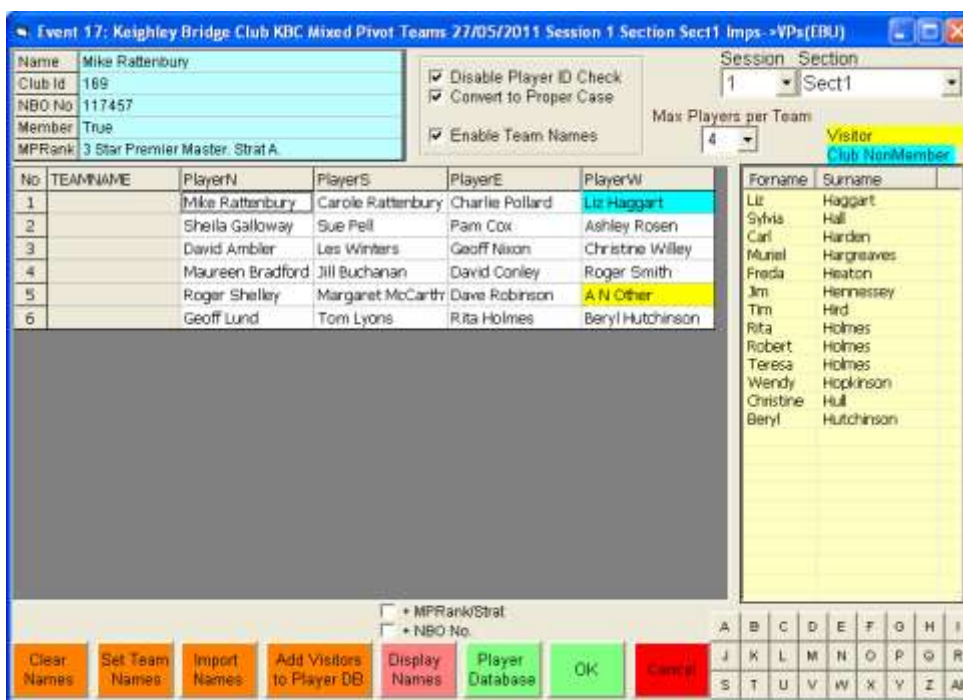 Event 17: Keighley Bridge Club KBC Mixed Pivot Teams 27/05/2011 Session 1 Section Sect1 Imps->VPs(EBU)
Name Mike Rattenbury
Club Id 169
NBO No 117457
Member True
MPRank 3 Star Premier Master. Strat A.
Disable Player ID Check
Convert to Proper Case
Enable Team Names
Session Section
1 Sect1
Max Players per Team
4
Visitor
Club NonMember
No TEAMNAME PlayerN PlayerS PlayerE PlayerW
1 Mike Rattenbury Carole Rattenbury Charlie Pollard Liz Haggart
2 Sheila Galloway Sue Pell Pam Cox Ashley Rosen
3 David Ambler Les Winters Geoff Nixon Christine Willey
4 Maureen Bradford Jill Buchanan David Conley Roger Smith
5 Roger Shelley Margaret McCarthy Dave Robinson A N Other
6 Geoff Lund Tom Lyons Rita Holmes Beryl Hutchinson
Forname Surname
Liz Haggart
Sylvia Hall
Carl Harden
Muriel Hargreaves
Freda Heaton
Jim Hennessey
Tim Hird
Rita Holmes
Robert Holmes
Teresa Holmes
Wendy Hopkinson
Christine Hull
Beryl Hutchinson
+ MPRank/Strat
+ NBO No.
Clear Names
Set Team Names
Import Names
Add Visitors to Player DB
Display Names
Player Database
OK
Cancel
A B C D E F G H I
J K L M N O P Q R
S T U V W X Y Z All